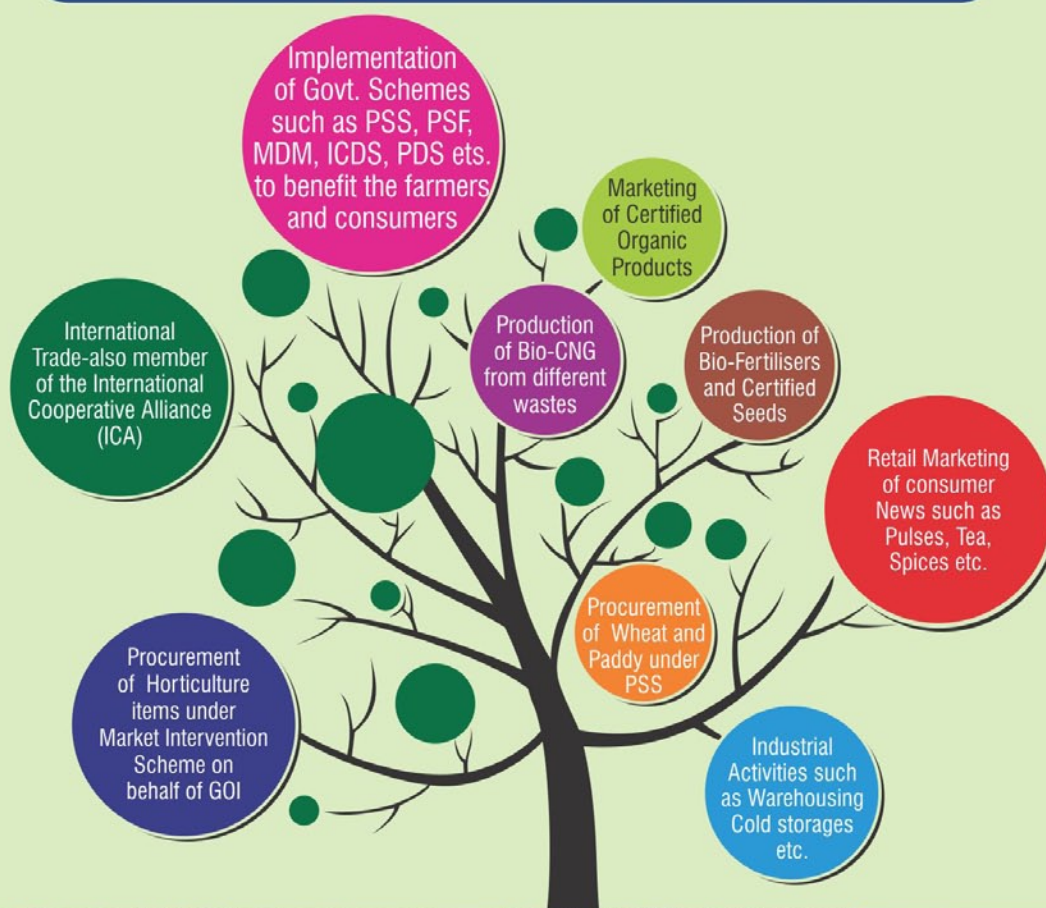 Implementation
of Govt. Schemes
such as PSS, PSF,
MDM, ICDS, PDS ets.
to benefit the farmers
and consumers
Marketing
of Certified
Organic
Products
International
Trade-also member
of the International
Cooperative Alliance
(ICA)
Production
of Bio-CNG
from different
wastes
Production of
Bio-Fertilisers
and Certified
Seeds
Retail Marketing
of consumer
News such as
Pulses, Tea,
Spices etc.
Procurement
of Wheat and
Paddy under
PSS
Procurement
of Horticulture
items under
Market Intervention
Scheme on
behalf of GOI
Industrial
Activities such
as Warehousing
Cold storages
etc.